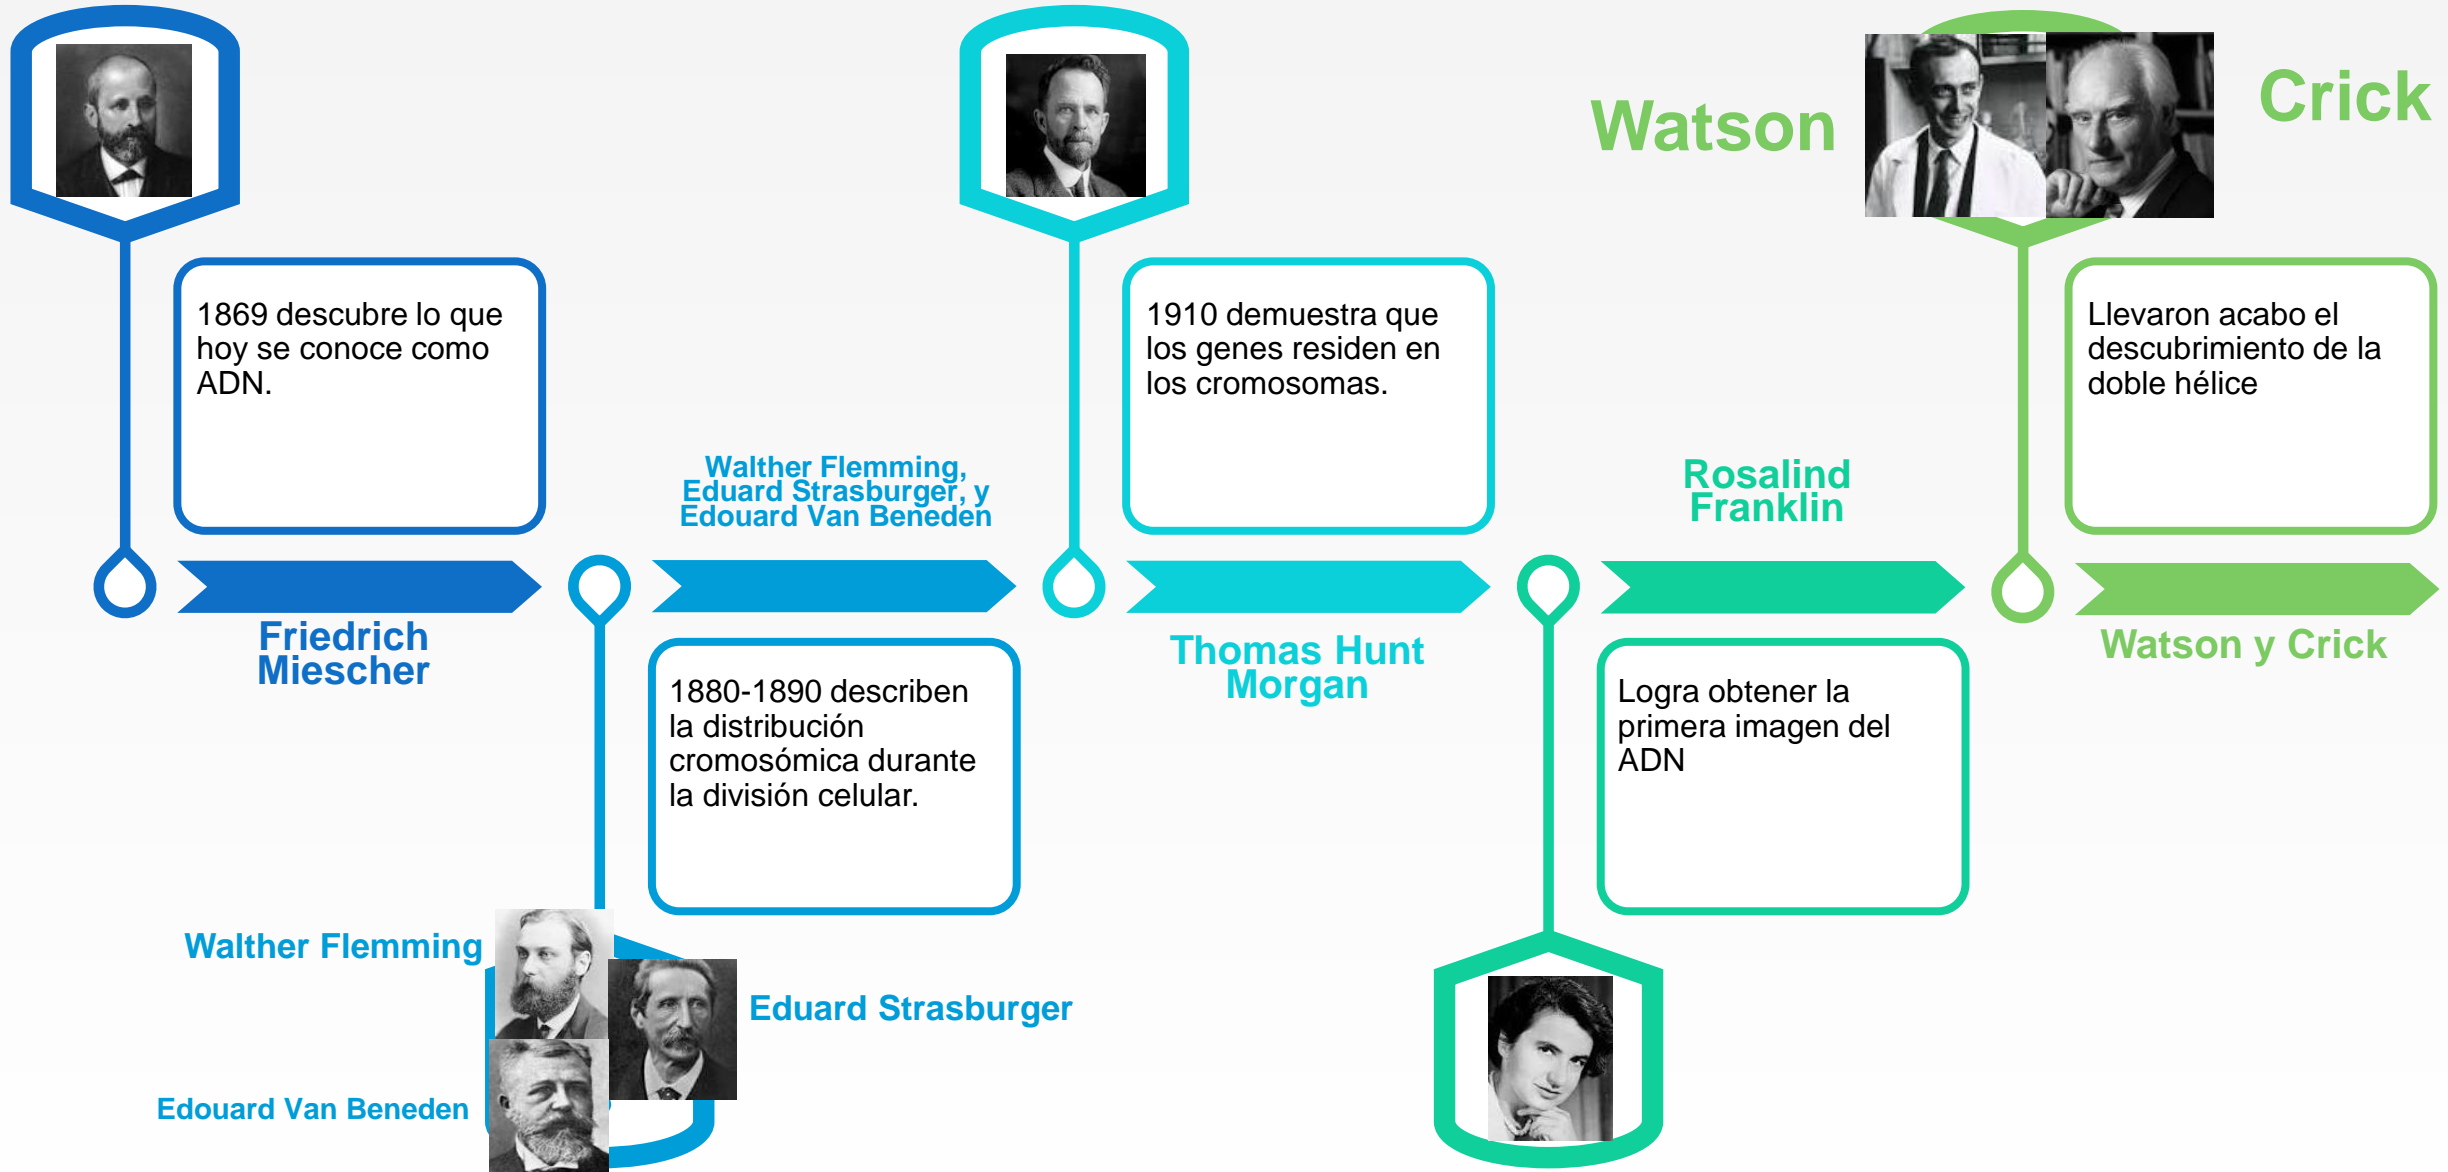 Watson
Crick
1869 descubre lo que
hoy se conoce como
ADN.
Friedrich
Miescher
Walther Flemming,
Eduard Strasburger, y
Edouard Van Beneden
1880-1890 describen
la distribución
cromosómica durante
la división celular.
Walther Flemming
Eduard Strasburger
Edouard Van Beneden
1910 demuestra que
los genes residen en
los cromosomas.
Thomas Hunt
Morgan
Rosalind
Franklin
Logra obtener la
primera imagen del
ADN
Llevaron acabo el
descubrimiento de la
doble hélice
Watson y Crick